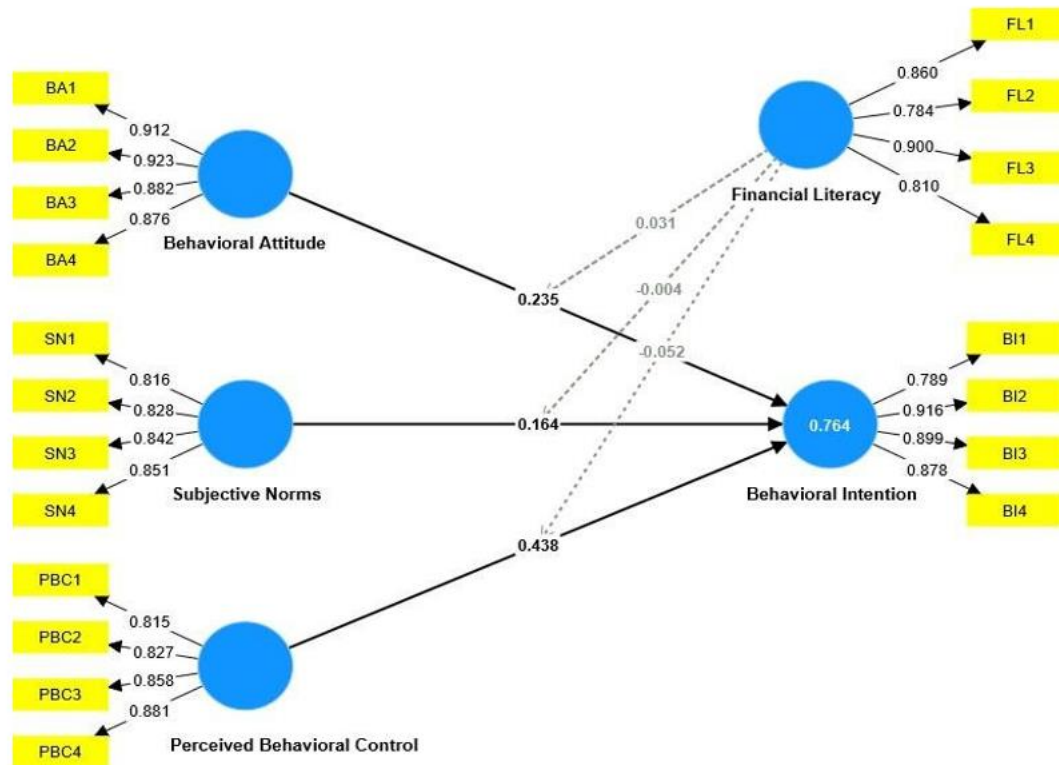 BA1
BA2
BA3
BA4
0.912
0.923
0.882
0.876
Behavioral Attitude
SN1
SN2
SN3
SN4
0.816
0.828
0.842
0.851
Subjective Norms
PBC1
PBC2
PBC3
PBC4
0.815
0.827
0.858
0.881
Perceived Behavioral Control
0.235
0.164
0.438
0.031
-0.004
-0.052
Financial Literacy
0.860
0.784
0.900
0.810
FL1
FL2
FL3
FL4
0.764
Behavioral Intention
0.789
0.916
0.899
0.878
BI1
BI2
BI3
BI4